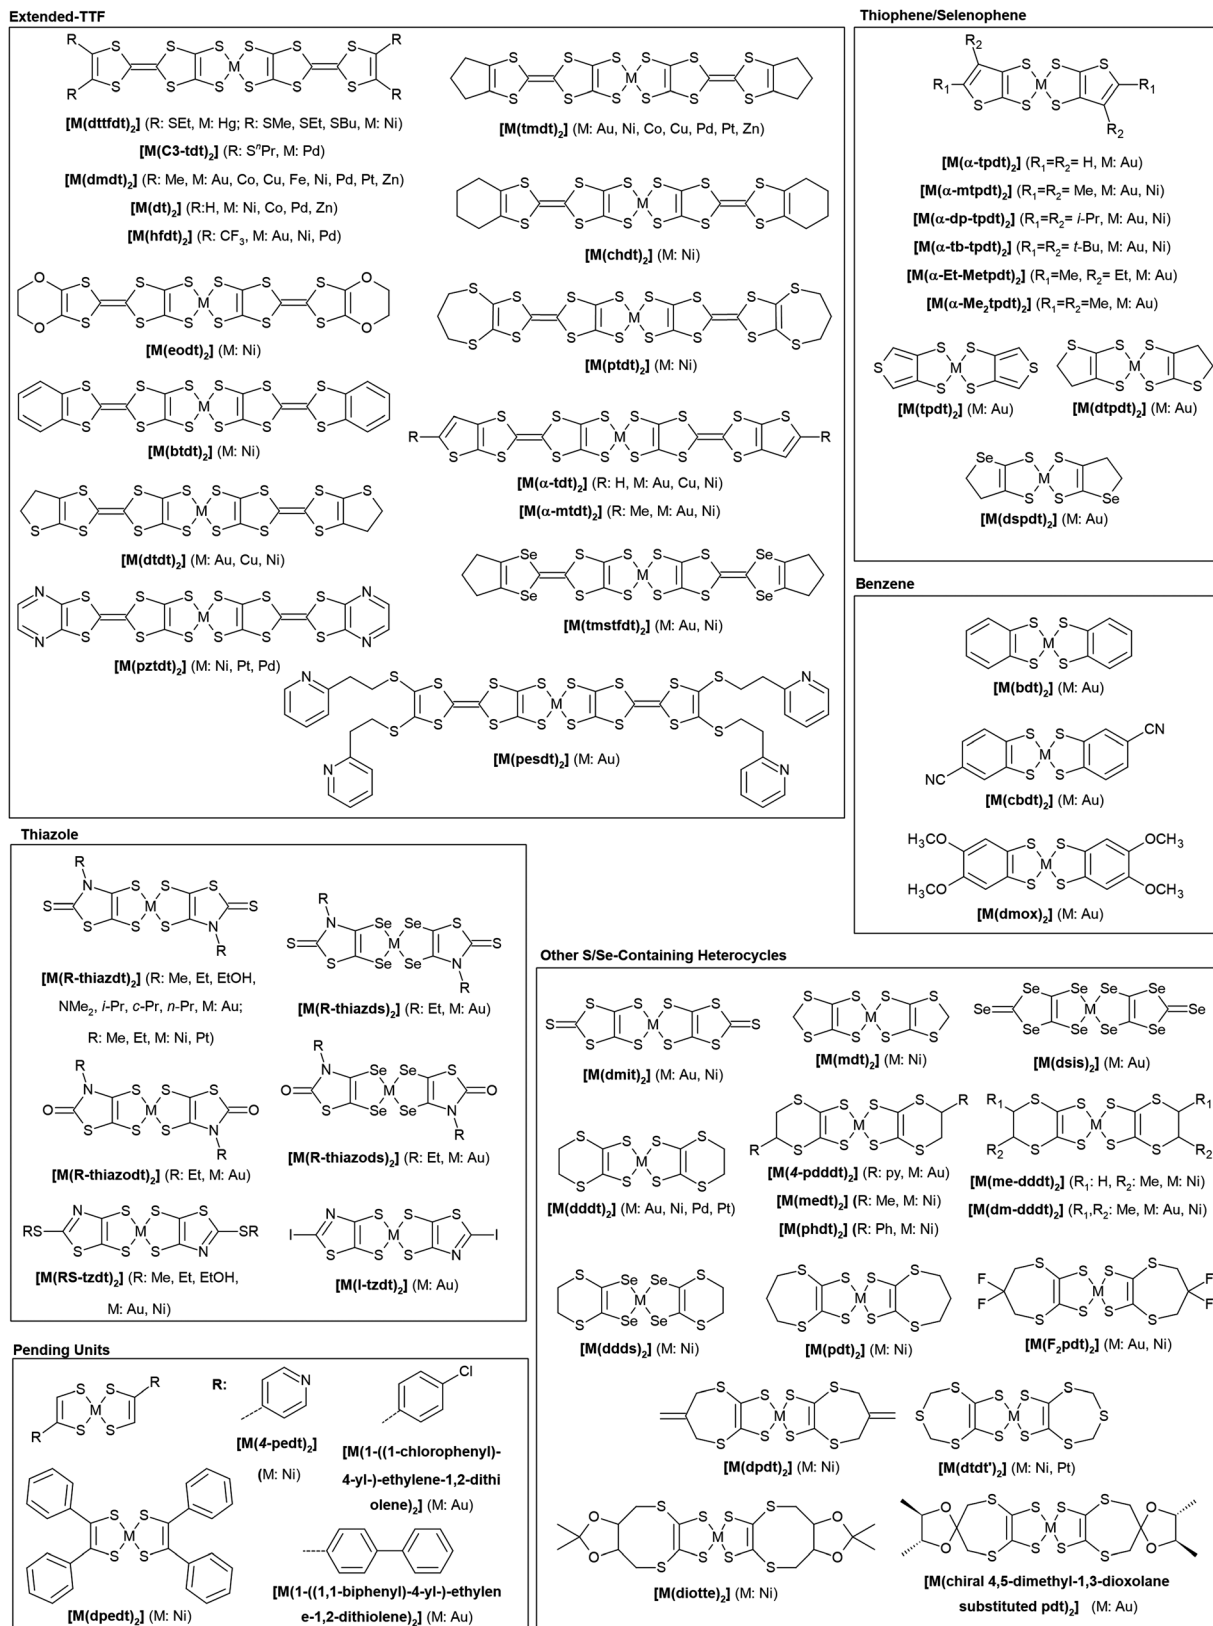 Extended-TTF
[M(dttfdt)₂] (R: SEt, M: Hg; R: SMe, SEt, SBu, M: Ni)
[M(C3-tdt)₂] (R: SⁿPr, M: Pd)
[M(dmdt)₂] (R: Me, M: Au, Co, Cu, Fe, Ni, Pd, Pt, Zn)
[M(dt)₂] (R:H, M: Ni, Co, Pd, Zn)
[M(hfdt)₂] (R: CF₃, M: Au, Ni, Pd)
[M(tmdt)₂] (M: Au, Ni, Co, Cu, Pd, Pt, Zn)
[M(chdt)₂] (M: Ni)
[M(eodt)₂] (M: Ni)
[M(ptdt)₂] (M: Ni)
[M(btdt)₂] (M: Ni)
[M(α-tdt)₂] (R: H, M: Au, Cu, Ni)
[M(α-mtdt)₂] (R: Me, M: Au, Ni)
[M(dtdt)₂] (M: Au, Cu, Ni)
[M(tmstfdt)₂] (M: Au, Ni)
[M(pztdt)₂] (M: Ni, Pt, Pd)
[M(pesdt)₂] (M: Au)
Thiophene/Selenophene
[M(α-tpdt)₂] (R₁=R₂= H, M: Au)
[M(α-mtpdt)₂] (R₁=R₂= Me, M: Au, Ni)
[M(α-dp-tpdt)₂] (R₁=R₂= i-Pr, M: Au, Ni)
[M(α-tb-tpdt)₂] (R₁=R₂= t-Bu, M: Au, Ni)
[M(α-Et-Metpdt)₂] (R₁=Me, R₂= Et, M: Au)
[M(α-Me₂tpdt)₂] (R₁=R₂=Me, M: Au)
[M(tpdt)₂] (M: Au)
[M(dtpdt)₂] (M: Au)
[M(dspdt)₂] (M: Au)
Benzene
[M(bdt)₂] (M: Au)
[M(cbdt)₂] (M: Au)
[M(dmox)₂] (M: Au)
Thiazole
[M(R-thiazdt)₂] (R: Me, Et, EtOH,
NMe₂, i-Pr, c-Pr, n-Pr, M: Au;
R: Me, Et, M: Ni, Pt)
[M(R-thiazds)₂] (R: Et, M: Au)
[M(R-thiazodt)₂] (R: Et, M: Au)
[M(R-thiazods)₂] (R: Et, M: Au)
[M(RS-tzdt)₂] (R: Me, Et, EtOH,
M: Au, Ni)
[M(I-tzdt)₂] (M: Au)
Other S/Se-Containing Heterocycles
[M(dmit)₂] (M: Au, Ni)
[M(mdt)₂] (M: Ni)
[M(dsis)₂] (M: Au)
[M(dddt)₂] (M: Au, Ni, Pd, Pt)
[M(4-pddt)₂] (R: py, M: Au)
[M(medt)₂] (R: Me, M: Ni)
[M(phdt)₂] (R: Ph, M: Ni)
[M(me-dddt)₂] (R₁: H, R₂: Me, M: Ni)
[M(dm-dddt)₂] (R₁,R₂: Me, M: Au, Ni)
[M(ddds)₂] (M: Ni)
[M(pdt)₂] (M: Ni)
[M(F₂pdt)₂] (M: Au, Ni)
[M(dpdt)₂] (M: Ni)
[M(dtdt')₂] (M: Ni, Pt)
[M(diotte)₂] (M: Ni)
[M(chiral 4,5-dimethyl-1,3-dioxolane
substituted pdt)₂] (M: Au)
Pending Units
R:
[M(4-pedt)₂]
(M: Ni)
[M(1-((1-chlorophenyl)-
4-yl-)-ethylene-1,2-dithi
olene)₂] (M: Au)
[M(dpedt)₂] (M: Ni)
[M(1-((1,1-biphenyl)-4-yl-)-ethylen
e-1,2-dithiolene)₂] (M: Au)